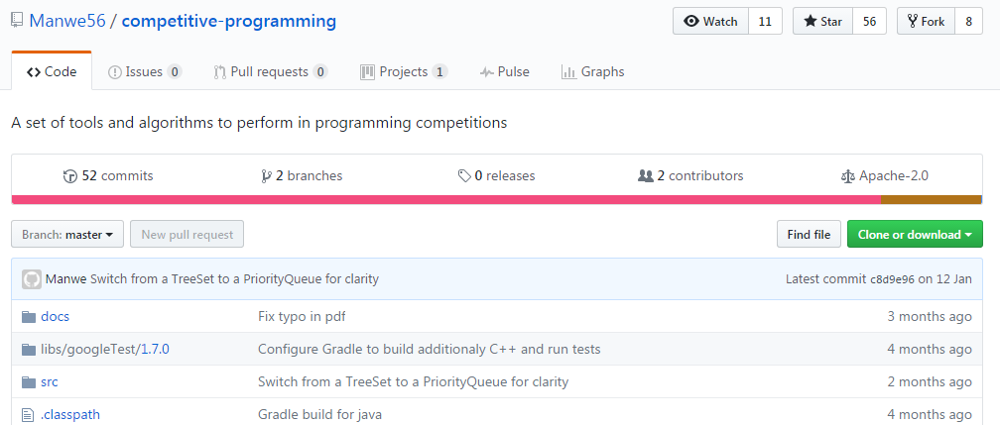 Manwe56 / competitive-programming
Watch 11 Star 56 Fork 8
Code Issues 0 Pull requests 0 Projects 1 Pulse Graphs
A set of tools and algorithms to perform in programming competitions
52 commits 2 branches 0 releases 2 contributors Apache-2.0
Branch: master New pull request Find file Clone or download
Manwe Switch from a TreeSet to a PriorityQueue for clarity Latest commit c8d9e96 on 12 Jan
docs Fix typo in pdf 3 months ago
libs/googleTest/1.7.0 Configure Gradle to build additionaly C++ and run tests 4 months ago
src Switch from a TreeSet to a PriorityQueue for clarity 2 months ago
.classpath Gradle build for java 4 months ago